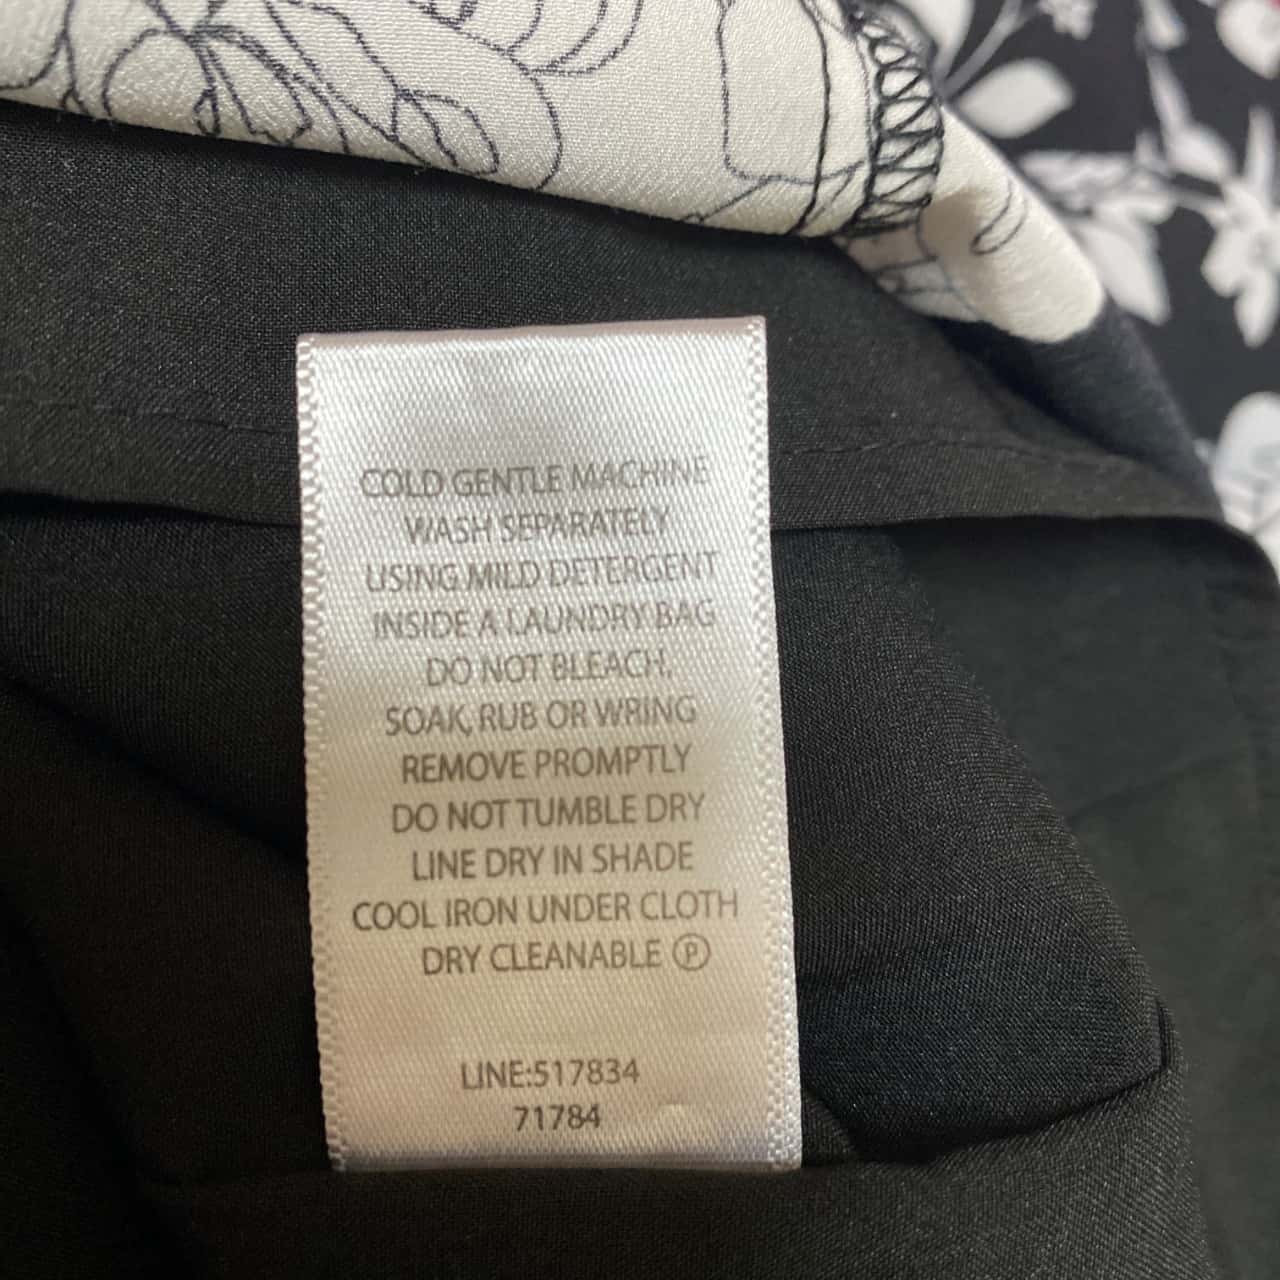 COLD GENTLE MACHINE
WASH SEPARATELY
USING MILD DETERGENT
INSIDE A LAUNDRY BAG
DO NOT BLEACH,
SOAK, RUB OR WRING
REMOVE PROMPTLY
DO NOT TUMBLE DRY
LINE DRY IN SHADE
COOL IRON UNDER CLOTH
DRY CLEANABLE Ⓟ
LINE:517834
71784